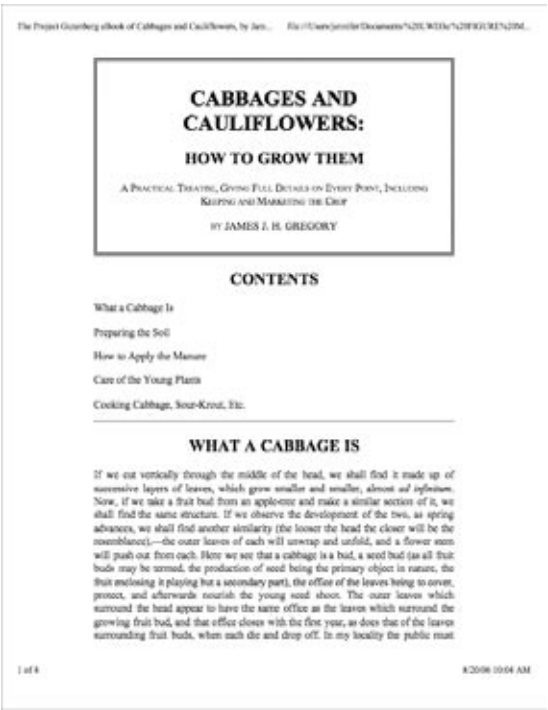 The Project Gutenberg eBook of Cabbages and Cauliflowers, by Jam...
CABBAGES AND
CAULIFLOWERS:
HOW TO GROW THEM
A Practical Treatise, Giving Full Details on Every Point, Including
Keeping and Marketing the Crop
BY JAMES J. H. GREGORY
CONTENTS
What a Cabbage Is
Preparing the Soil
How to Apply the Manure
Care of the Young Plants
Cooking Cabbage, Sour-Krout, Etc.
WHAT A CABBAGE IS
If we cut vertically through the middle of the head, we shall find it made up of
successive layers of leaves, which grow smaller and smaller, almost ad infinitum.
Now, if we take a fruit bud from an apple-tree and make a similar section of it, we
shall find the same structure. If we observe the development of the two, as spring
advances, we shall find another similarity (the looser the head the closer will be the
resemblance),—the outer leaves of each will unwrap and unfold, and a flower stem
will push out from each. Here we see that a cabbage is a bud, a seed bud (as all fruit
buds may be termed, the production of seed being the primary object in nature, the
fruit enclosing it playing but a secondary part), the office of the leaves being to cover,
protect, and afterwards nourish the young seed shoot. The outer leaves which
surround the head appear to have the same office as the leaves which surround the
growing fruit bud, and that office closes with the first year, as does that of the leaves
surrounding fruit buds, when each die and drop off. In my locality the public must
1 of 8
8/20/06 10:04 AM